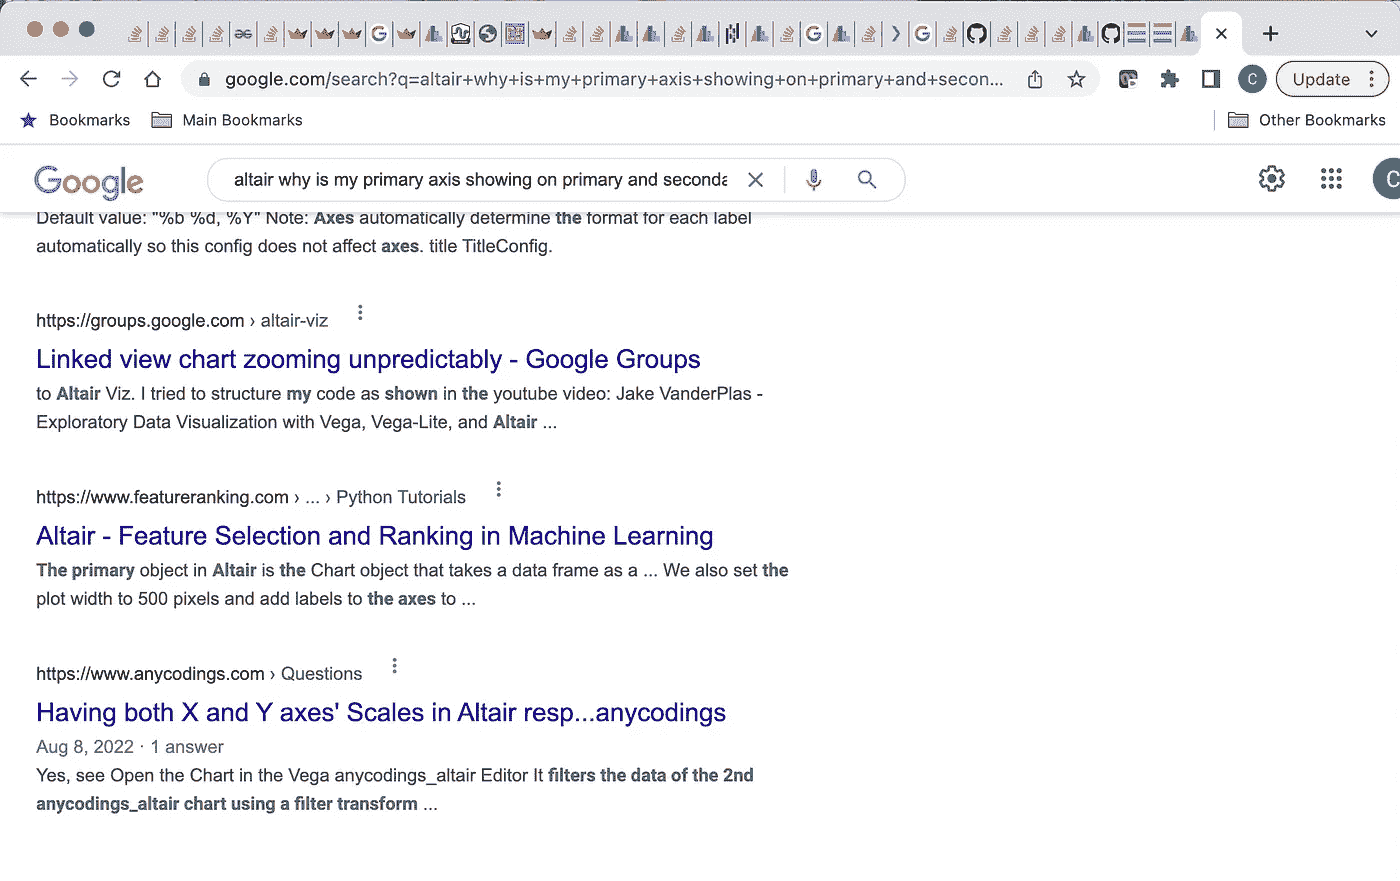 google.com/search?q=altair+why+is+my+primary+axis+showing+on+primary+and+secon...
C
Update
Bookmarks
Main Bookmarks
Other Bookmarks
Google
altair why is my primary axis showing on primary and seconda
C
Default value: "%b %d, %Y" Note: Axes automatically determine the format for each label
automatically so this config does not affect axes. title TitleConfig.
https://groups.google.com › altair-viz
Linked view chart zooming unpredictably - Google Groups
to Altair Viz. I tried to structure my code as shown in the youtube video: Jake VanderPlas -
Exploratory Data Visualization with Vega, Vega-Lite, and Altair ...
https://www.featureranking.com › ... › Python Tutorials
Altair - Feature Selection and Ranking in Machine Learning
The primary object in Altair is the Chart object that takes a data frame as a ... We also set the
plot width to 500 pixels and add labels to the axes to ...
https://www.anycodings.com › Questions
Having both X and Y axes' Scales in Altair resp...anycodings
Aug 8, 2022 · 1 answer
Yes, see Open the Chart in the Vega anycodings_altair Editor It filters the data of the 2nd
anycodings_altair chart using a filter transform ...